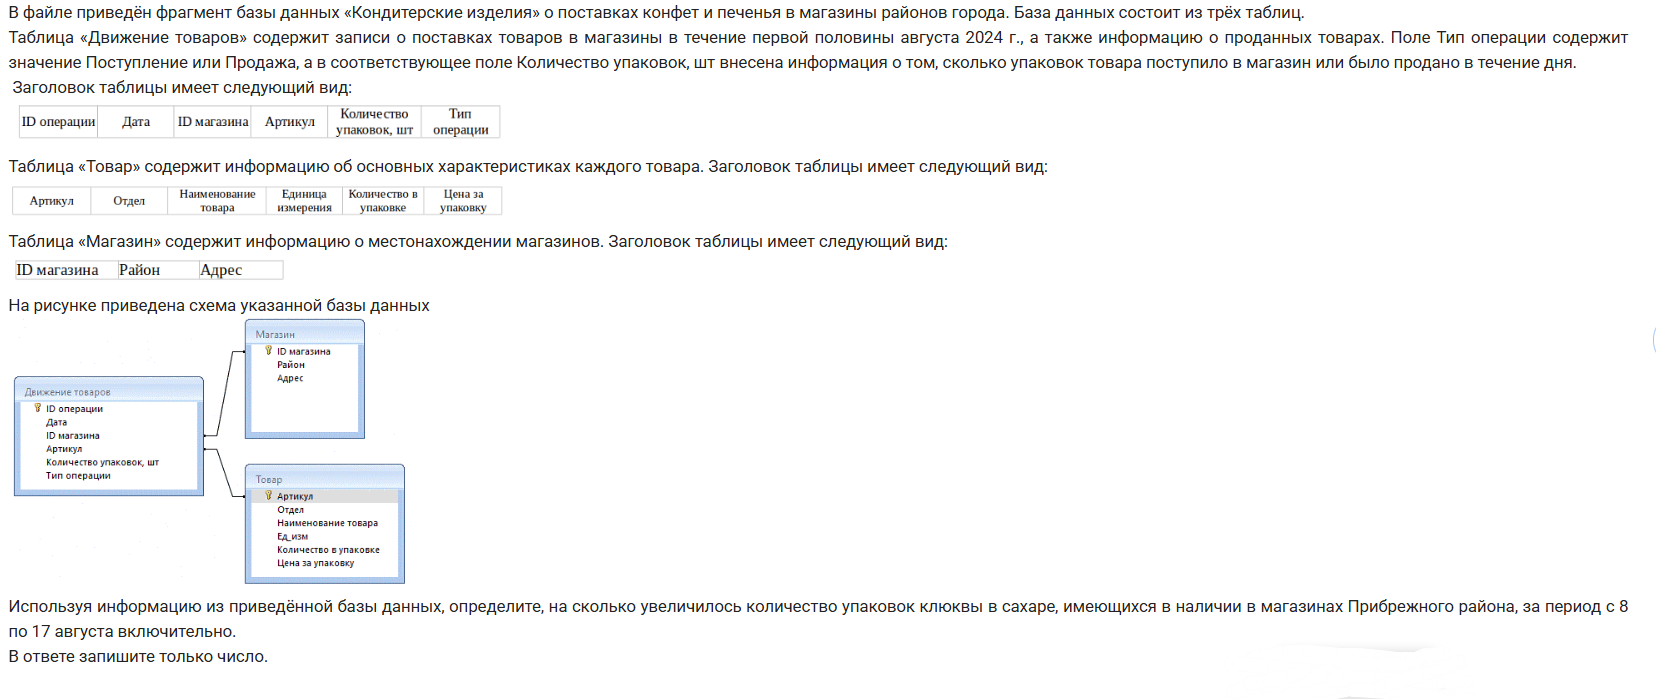 В файле приведён фрагмент базы данных «Кондитерские изделия» о поставках конфет и печенья в магазины районов города. База данных состоит из трёх таблиц.
Таблица «Движение товаров» содержит записи о поставках товаров в магазины в течение первой половины августа 2024 г., а также информацию о проданных товарах. Поле Тип операции содержит
значение Поступление или Продажа, а в соответствующее поле Количество упаковок, шт внесена информация о том, сколько упаковок товара поступило в магазин или было продано в течение дня.
Заголовок таблицы имеет следующий вид:
ID операции Дата ID магазина Артикул Количество упаковок, шт Тип операции
Таблица «Товар» содержит информацию об основных характеристиках каждого товара. Заголовок таблицы имеет следующий вид:
Артикул Отдел Наименование товара Единица измерения Количество в упаковке Цена за упаковку
Таблица «Магазин» содержит информацию о местонахождении магазинов. Заголовок таблицы имеет следующий вид:
ID магазина Район Адрес
На рисунке приведена схема указанной базы данных
Магазин
ID магазина
Район
Адрес
Движение товаров
ID операции
Дата
ID магазина
Артикул
Количество упаковок, шт
Тип операции
Товар
Артикул
Отдел
Наименование товара
Ед_изм
Количество в упаковке
Цена за упаковку
Используя информацию из приведённой базы данных, определите, на сколько увеличилось количество упаковок клюквы в сахаре, имеющихся в наличии в магазинах Прибрежного района, за период с 8
по 17 августа включительно.
В ответе запишите только число.